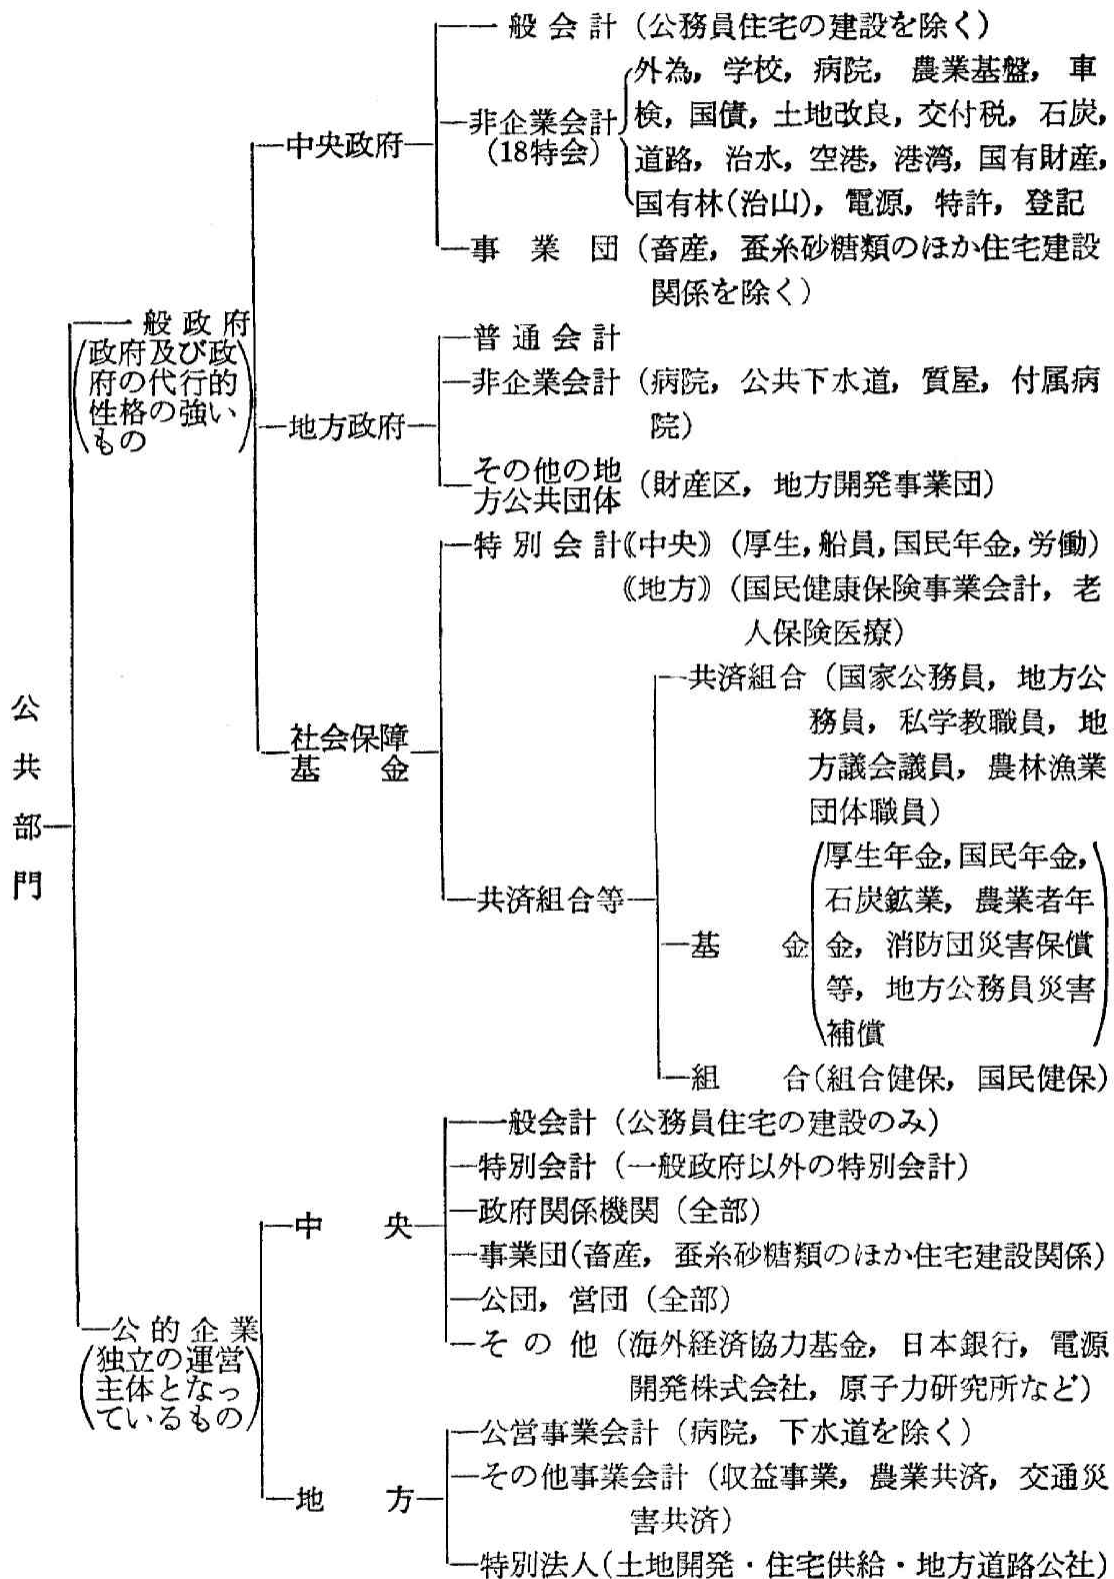 公共部門
一般政府
(政府及び政
府の代行的
性格の強い
もの)
中央政府
一般会計(公務員住宅の建設を除く)
非企業会計
(18特会)
外為，学校，病院，農業基盤，車
検，国債，土地改良，交付税，石炭，
道路，治水，空港，港湾，国有財産，
国有林(治山)，電源，特許，登記
事業団(畜産，蚕糸砂糖類のほか住宅建設
関係を除く)
地方政府
普通会計
非企業会計(病院，公共下水道，質屋，付属病
院)
その他の地
方公共団体
(財産区，地方開発事業団)
社会保障
基金
特別会計《中央》(厚生，船員，国民年金，労働)
《地方》(国民健康保険事業会計，老
人保険医療)
共済組合等
共済組合(国家公務員，地方公
務員，私学教職員，地
方議会議員，農林漁業
団体職員)
基金
(厚生年金，国民年金，
石炭鉱業，農業者年
金，消防団災害保償
等，地方公務員災害
補償)
組合(組合健保，国民健保)
公的企業
(独立の運営
主体となっ
ているもの)
中央
一般会計(公務員住宅の建設のみ)
特別会計(一般政府以外の特別会計)
政府関係機関(全部)
事業団(畜産，蚕糸砂糖類のほか住宅建設関係)
公団，営団(全部)
その他(海外経済協力基金，日本銀行，電源
開発株式会社，原子力研究所など)
地方
公営事業会計(病院，下水道を除く)
その他事業会計(収益事業，農業共済，交通災
害共済)
特別法人(土地開発・住宅供給・地方道路公社)